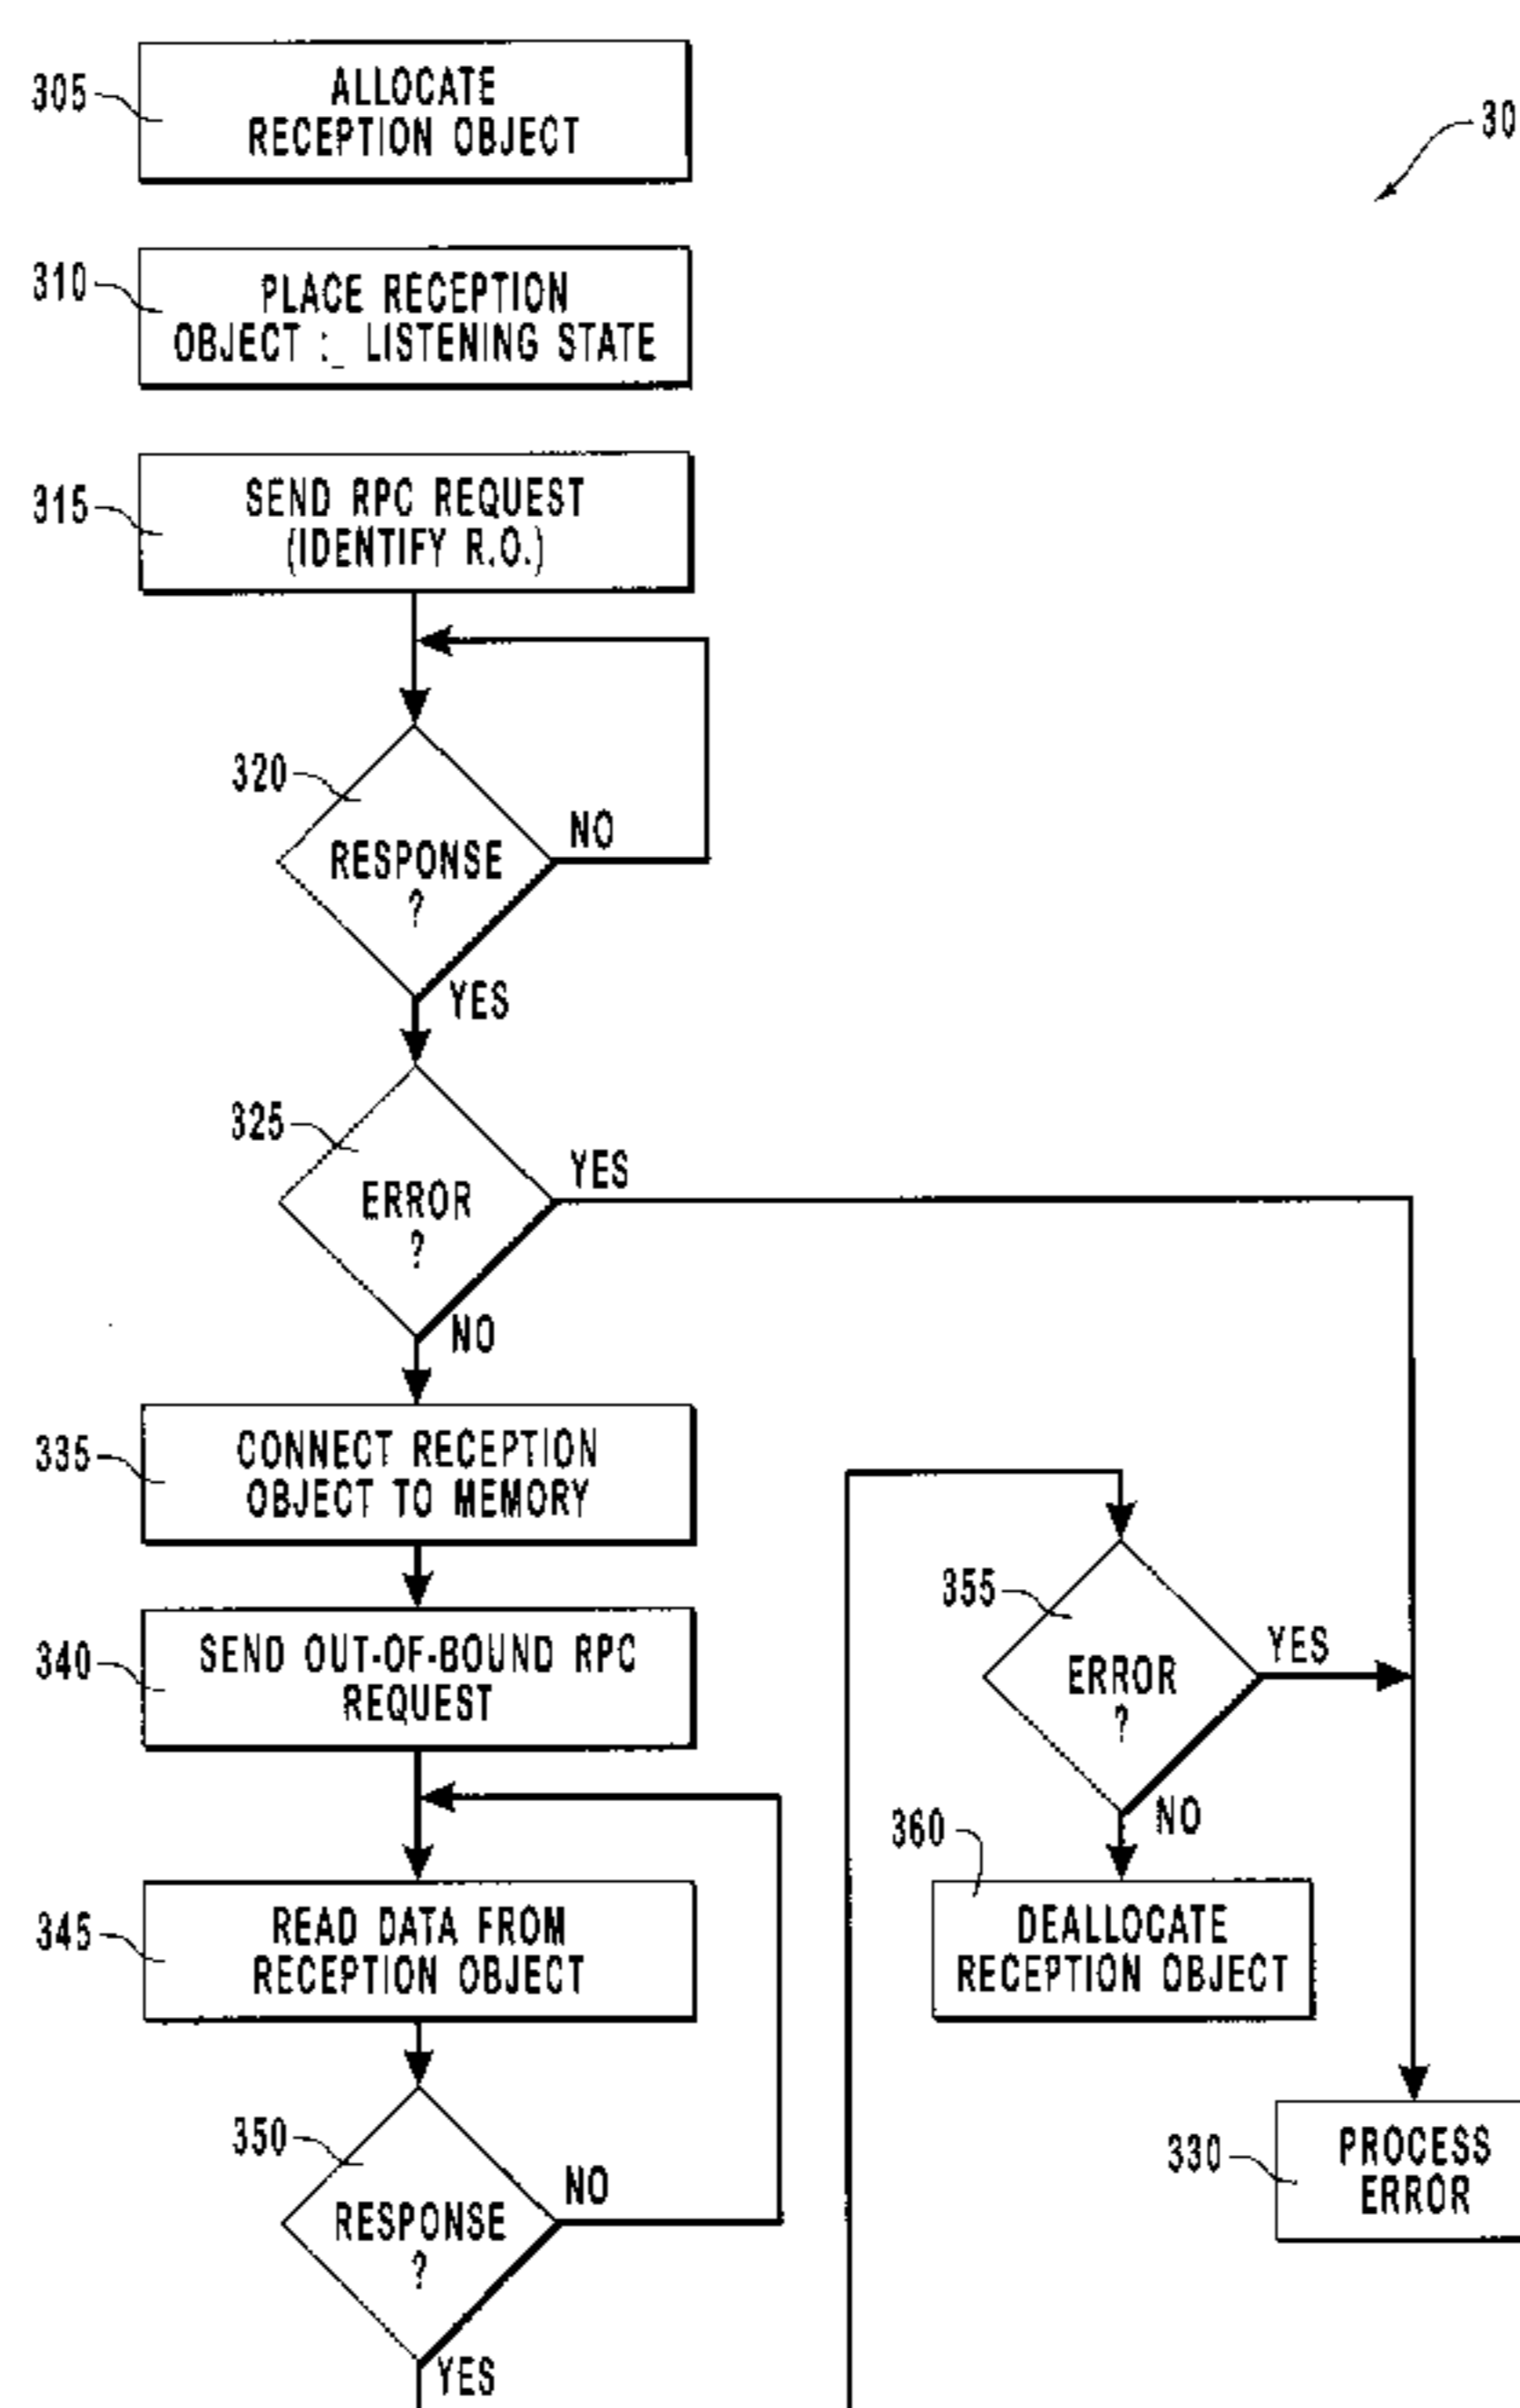 305
ALLOCATE
RECEPTION OBJECT
30
310
PLACE RECEPTION
OBJECT :_ LISTENING STATE
315
SEND RPC REQUEST
(IDENTIFY R.O.)
320
RESPONSE
?
NO
YES
325
ERROR
?
YES
NO
335
CONNECT RECEPTION
OBJECT TO MEMORY
340
SEND OUT-OF-BOUND RPC
REQUEST
355
ERROR
?
YES
NO
360
DEALLOCATE
RECEPTION OBJECT
345
READ DATA FROM
RECEPTION OBJECT
350
RESPONSE
?
NO
YES
330
PROCESS
ERROR